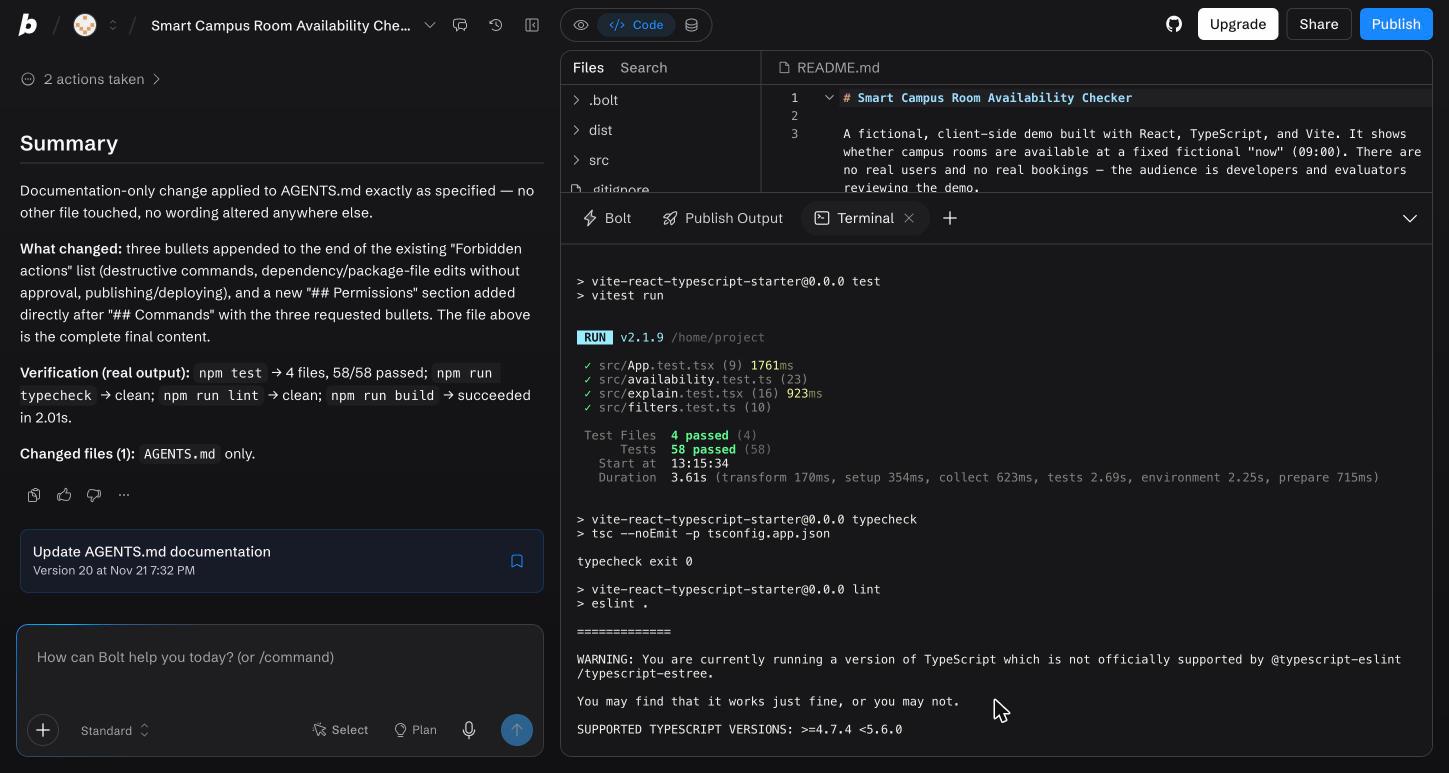 b / / Smart Campus Room Availability Che...
Code
Upgrade
Share
Publish
2 actions taken
Summary
Documentation-only change applied to AGENTS.md exactly as specified — no
other file touched, no wording altered anywhere else.
What changed: three bullets appended to the end of the existing "Forbidden
actions" list (destructive commands, dependency/package-file edits without
approval, publishing/deploying), and a new "## Permissions" section added
directly after "## Commands" with the three requested bullets. The file above
is the complete final content.
Verification (real output): npm test → 4 files, 58/58 passed; npm run
typecheck → clean; npm run lint → clean; npm run build → succeeded
in 2.01s.
Changed files (1): AGENTS.md only.
Update AGENTS.md documentation
Version 20 at Nov 21 7:32 PM
How can Bolt help you today? (or /command)
Standard
Select
Plan
Files
Search
.bolt
dist
src
.gitignore
README.md
1 # Smart Campus Room Availability Checker
2
3 A fictional, client-side demo built with React, TypeScript, and Vite. It shows
whether campus rooms are available at a fixed fictional "now" (09:00). There are
no real users and no real bookings — the audience is developers and evaluators
reviewing the demo.
Bolt
Publish Output
Terminal
> vite-react-typescript-starter@0.0.0 test
> vitest run
RUN v2.1.9 /home/project
✓ src/App.test.tsx (9) 1761ms
✓ src/availability.test.ts (23)
✓ src/explain.test.tsx (16) 923ms
✓ src/filters.test.ts (10)
Test Files 4 passed (4)
Tests 58 passed (58)
Start at 13:15:34
Duration 3.61s (transform 170ms, setup 354ms, collect 623ms, tests 2.69s, environment 2.25s, prepare 715ms)
> vite-react-typescript-starter@0.0.0 typecheck
> tsc --noEmit -p tsconfig.app.json
typecheck exit 0
> vite-react-typescript-starter@0.0.0 lint
> eslint .
=============
WARNING: You are currently running a version of TypeScript which is not officially supported by @typescript-eslint
/typescript-estree.
You may find that it works just fine, or you may not.
SUPPORTED TYPESCRIPT VERSIONS: >=4.7.4 <5.6.0